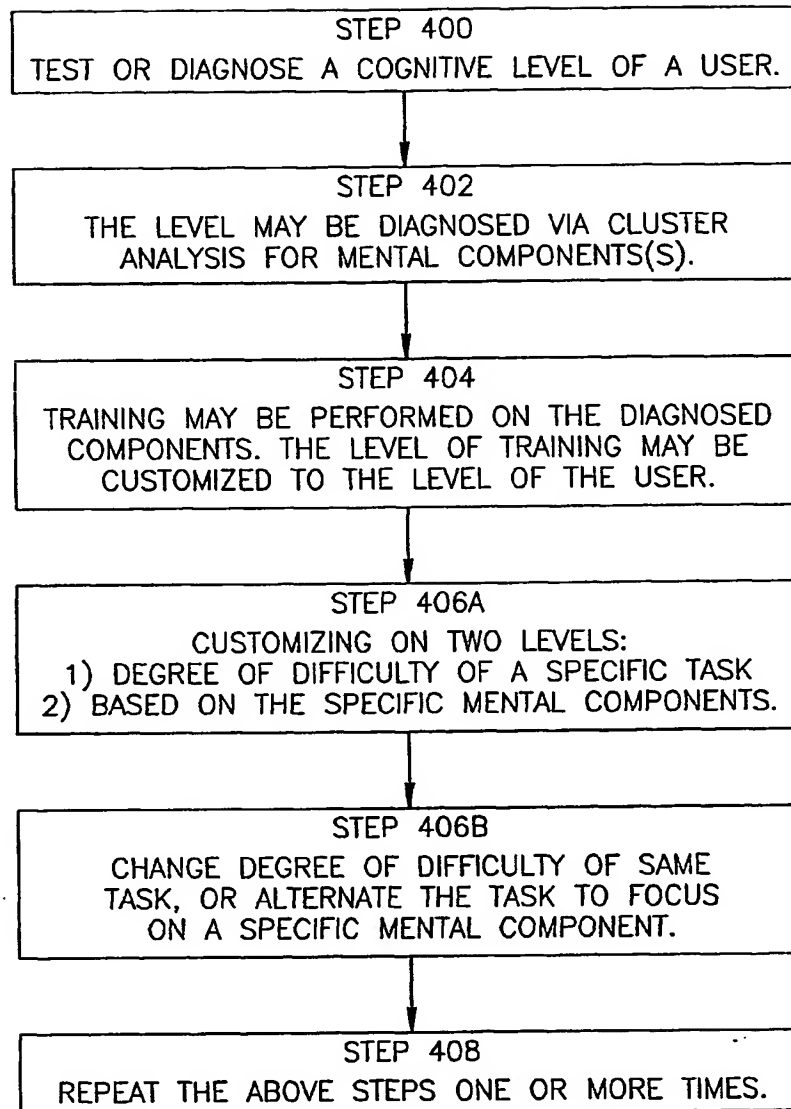 STEP 400
TEST OR DIAGNOSE A COGNITIVE LEVEL OF A USER.
STEP 402
THE LEVEL MAY BE DIAGNOSED VIA CLUSTER
ANALYSIS FOR MENTAL COMPONENTS(S).
STEP 404
TRAINING MAY BE PERFORMED ON THE DIAGNOSED
COMPONENTS. THE LEVEL OF TRAINING MAY BE
CUSTOMIZED TO THE LEVEL OF THE USER.
STEP 406A
CUSTOMIZING ON TWO LEVELS:
1) DEGREE OF DIFFICULTY OF A SPECIFIC TASK
2) BASED ON THE SPECIFIC MENTAL COMPONENTS.
STEP 406B
CHANGE DEGREE OF DIFFICULTY OF SAME
TASK, OR ALTERNATE THE TASK TO FOCUS
ON A SPECIFIC MENTAL COMPONENT.
STEP 408
REPEAT THE ABOVE STEPS ONE OR MORE TIMES.